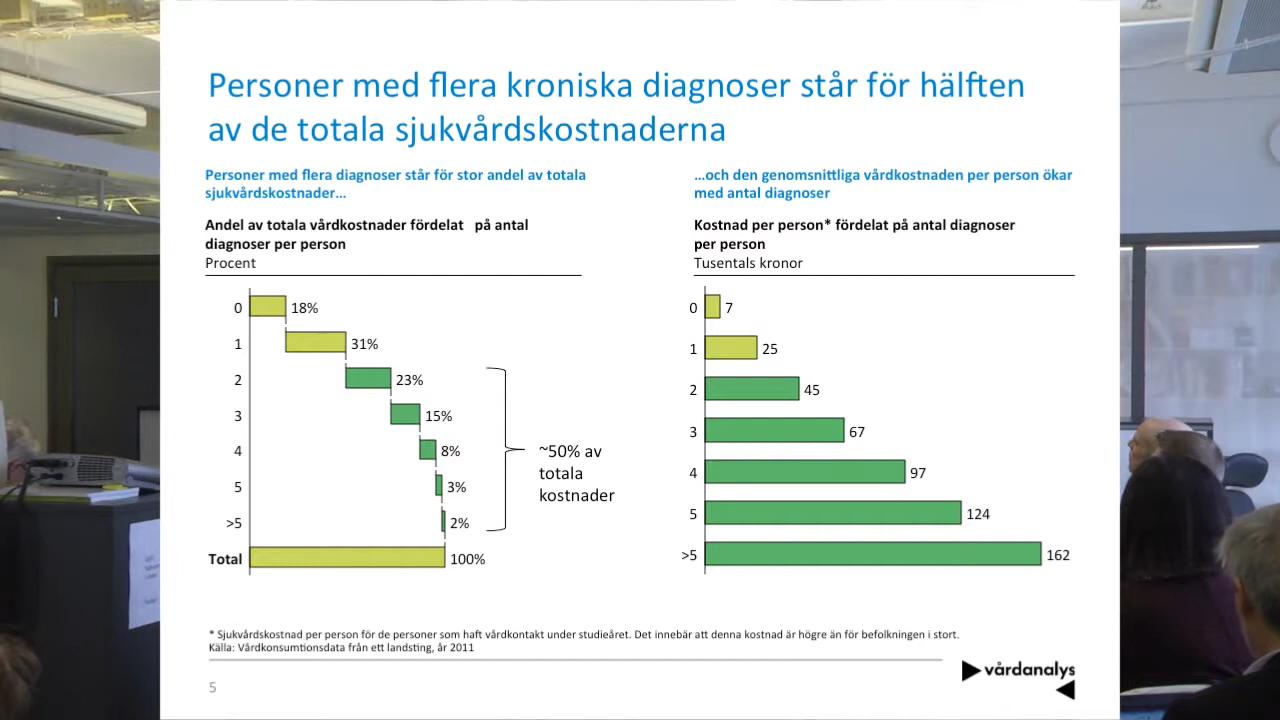 Personer med flera kroniska diagnoser står för hälften
av de totala sjukvårdskostnaderna
Personer med flera diagnoser står för stor andel av totala
sjukvårdskostnader…
Andel av totala vårdkostnader fördelat på antal
diagnoser per person
Procent
0 18%
1 31%
2 23%
3 15%
4 8%
5 3%
>5 2%
Total 100%
~50% av
totala
kostnader
…och den genomsnittliga vårdkostnaden per person ökar
med antal diagnoser
Kostnad per person* fördelat på antal diagnoser
per person
Tusentals kronor
0 7
1 25
2 45
3 67
4 97
5 124
>5 162
* Sjukvårdskostnad per person för de personer som haft vårdkontakt under studieåret. Det innebär att denna kostnad är högre än för befolkningen i stort.
Källa: Vårdkonsumtionsdata från ett landsting, år 2011
vårdanalys
5